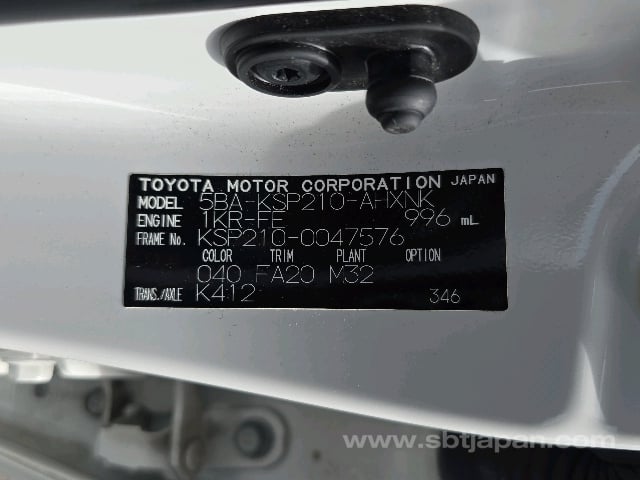 TOYOTA MOTOR CORPORATION JAPAN
MODEL 5BA-KSP210-AHXNK
ENGINE 1KR-FE 996 mL
FRAME No. KSP210-0047576
COLOR TRIM PLANT OPTION
040 FA20 M32
TRANS./AXLE K412 346
www.sbtjapan.com